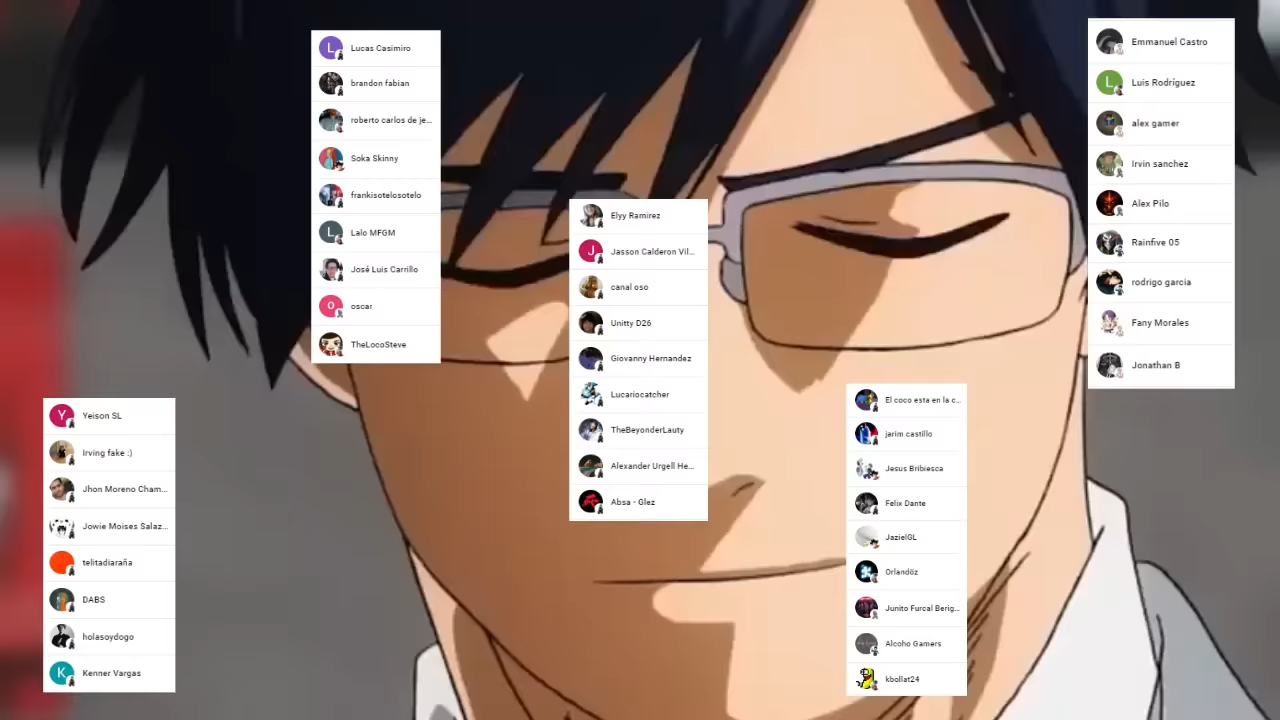 Lucas Casimiro
brandon fabian
roberto carlos de je...
Soka Skinny
frankisotelosotelo
Lalo MFGM
José Luis Carrillo
oscar
TheLocoSteve
Yeison SL
Irving fake :)
Jhon Moreno Cham...
Jowie Moises Salaz...
telitadiaraña
DABS
holasoydogo
Kenner Vargas
Elyy Ramirez
Jasson Calderon Vil...
canal oso
Unitty D26
Giovanny Hernandez
Lucariocatcher
TheBeyonderLauty
Alexander Urgell He...
Absa - Glez
El coco esta en la c...
jarim castillo
Jesus Bribiesca
Felix Dante
JazielGL
Orlandöz
Junito Furcal Berig...
Alcoho Gamers
kbollat24
Emmanuel Castro
Luis Rodríguez
alex gamer
Irvin sanchez
Alex Pilo
Rainfive 05
rodrigo garcia
Fany Morales
Jonathan B